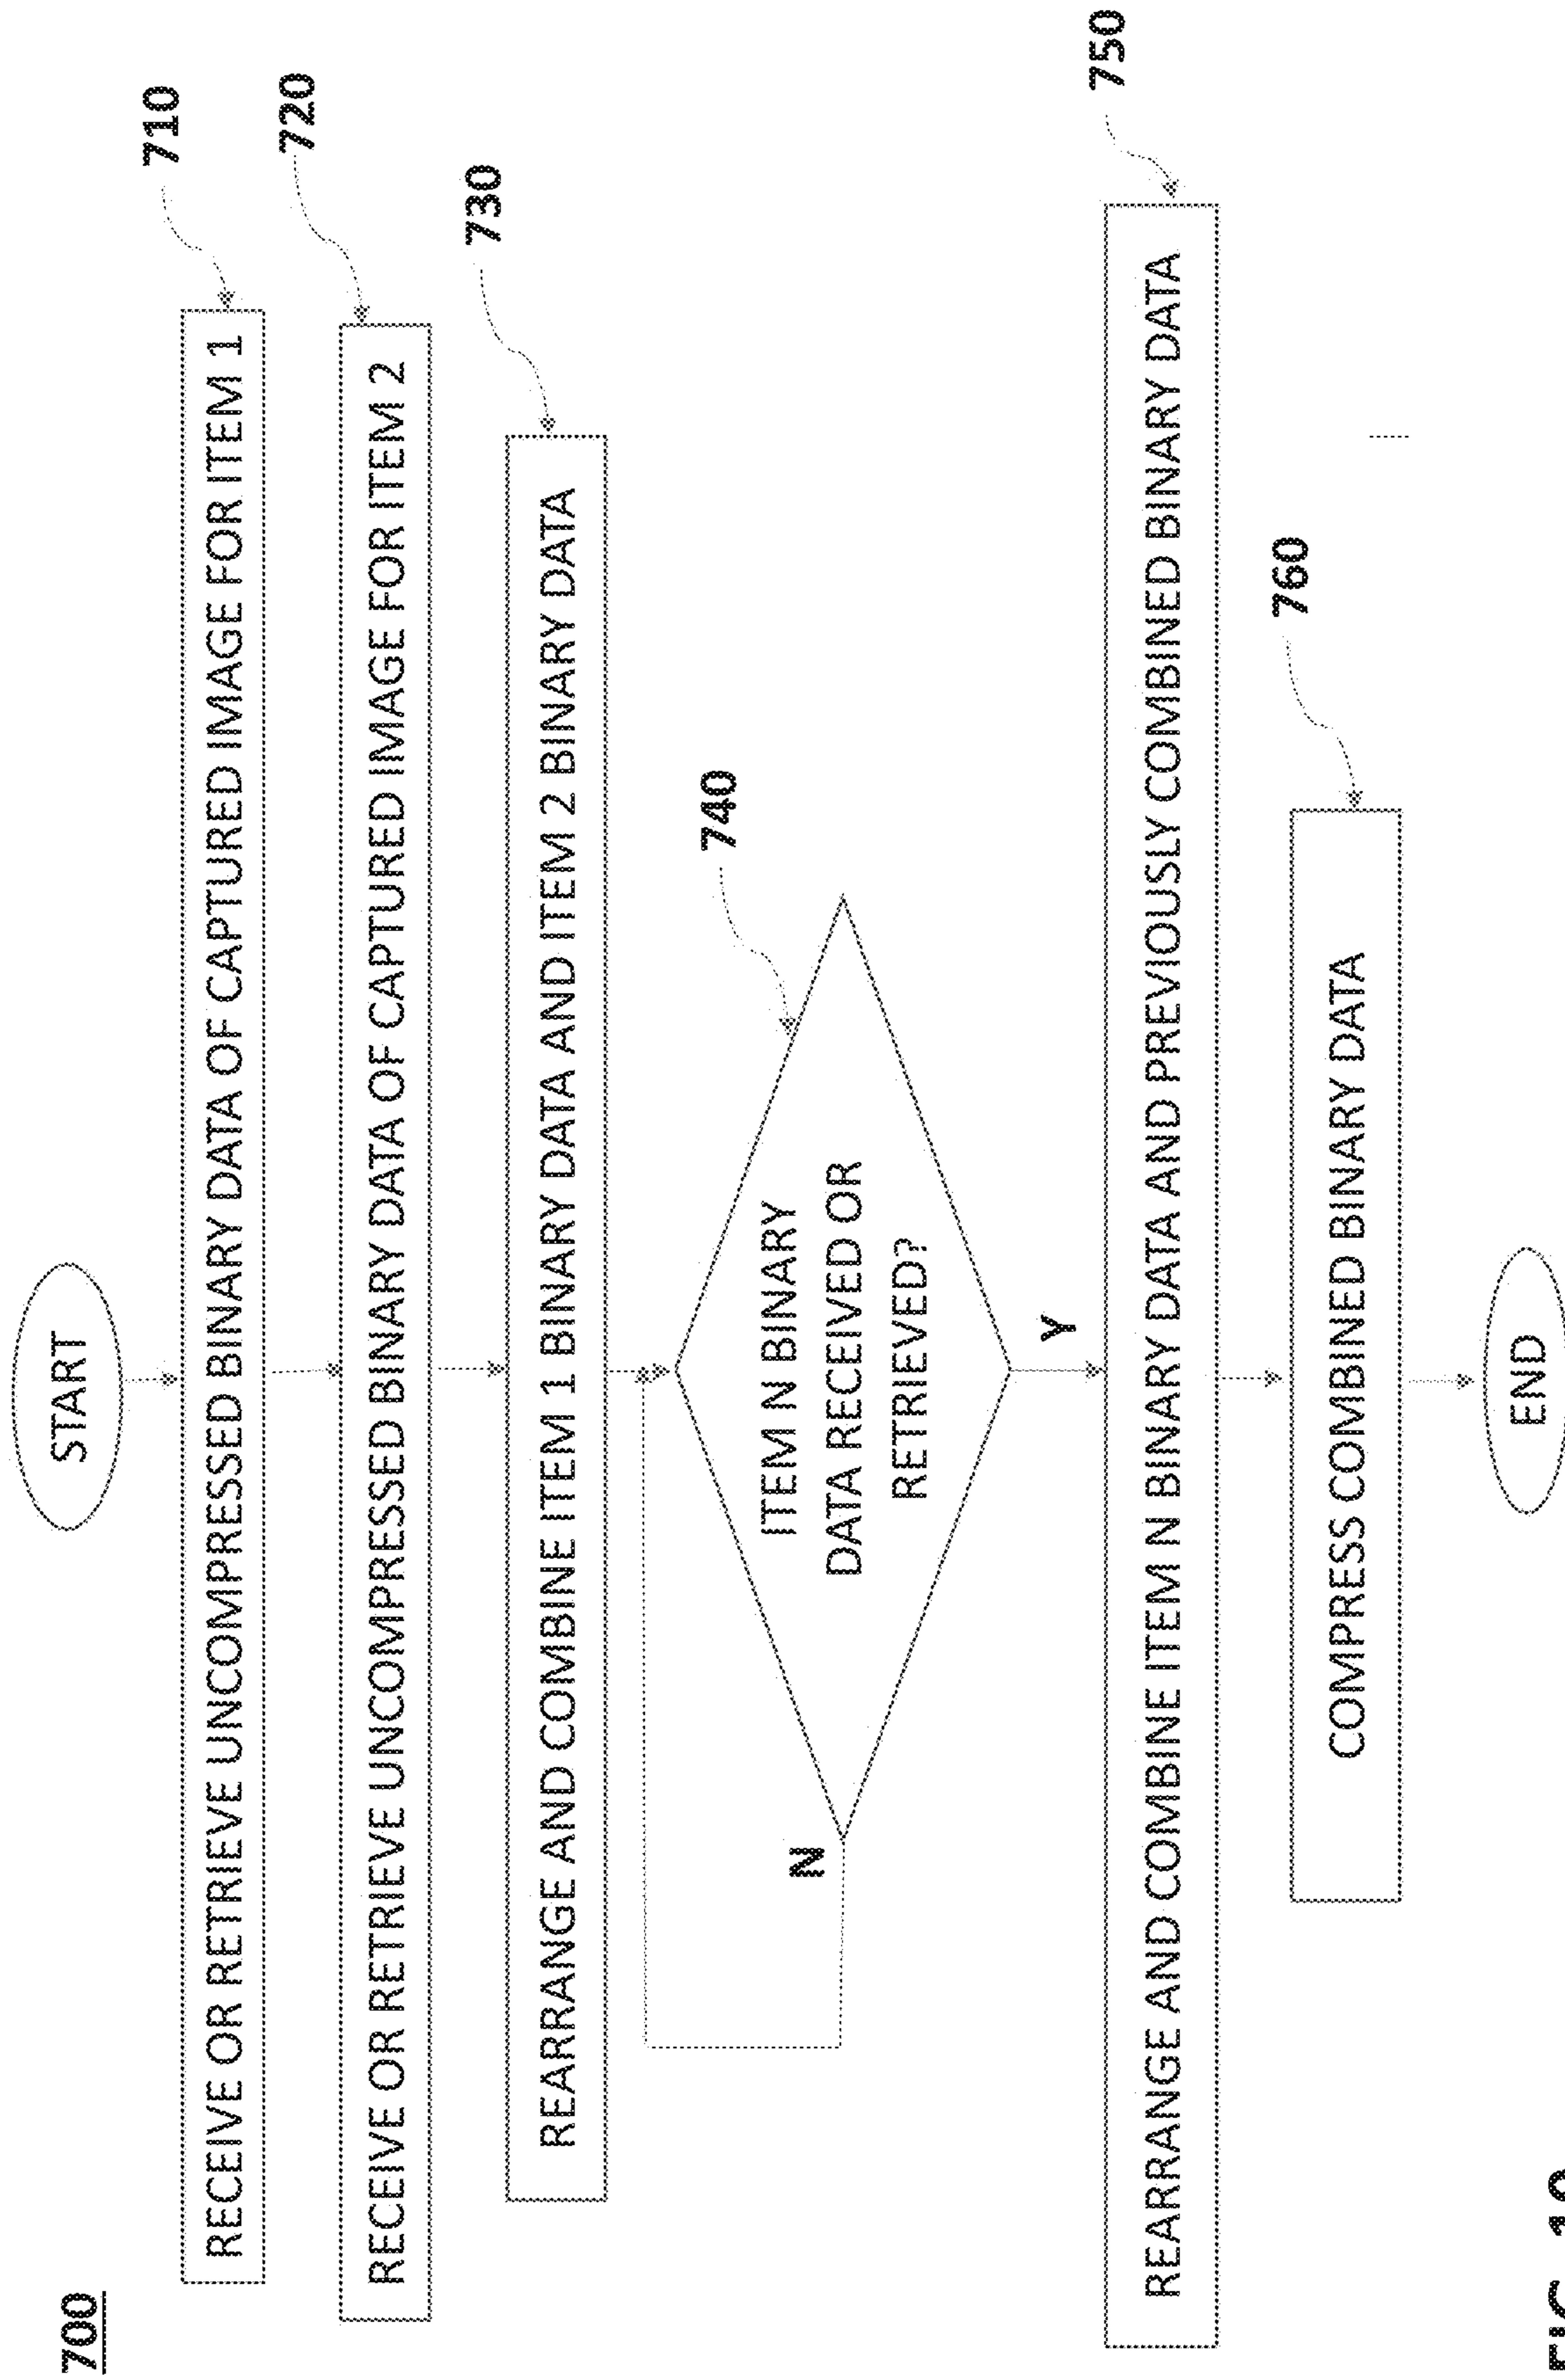 700
START
RECEIVE OR RETRIEVE UNCOMPRESSED BINARY DATA OF CAPTURED IMAGE FOR ITEM 1
710
RECEIVE OR RETRIEVE UNCOMPRESSED BINARY DATA OF CAPTURED IMAGE FOR ITEM 2
720
REARRANGE AND COMBINE ITEM 1 BINARY DATA AND ITEM 2 BINARY DATA
730
ITEM N BINARY
DATA RECEIVED OR
RETRIEVED?
740
N
Y
REARRANGE AND COMBINE ITEM N BINARY DATA AND PREVIOUSLY COMBINED BINARY DATA
750
COMPRESS COMBINED BINARY DATA
760
END